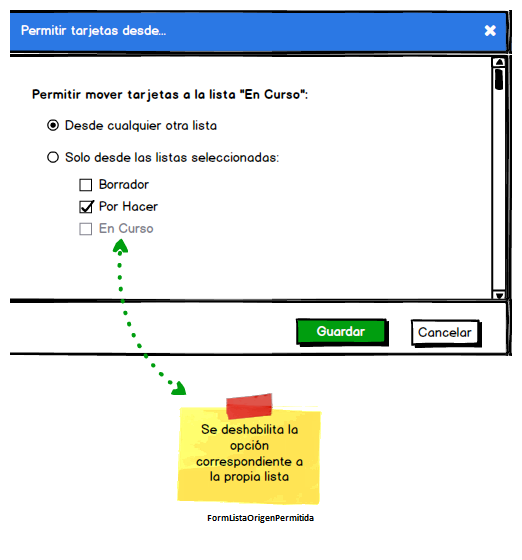 Permitir tarjetas desde...
Permitir mover tarjetas a la lista "En Curso":
Desde cualquier otra lista
Solo desde las listas seleccionadas:
Borrador
Por Hacer
En Curso
Guardar
Cancelar
Se deshabilita la
opción
correspondiente a
la propia lista
FormListaOrigenPermitida